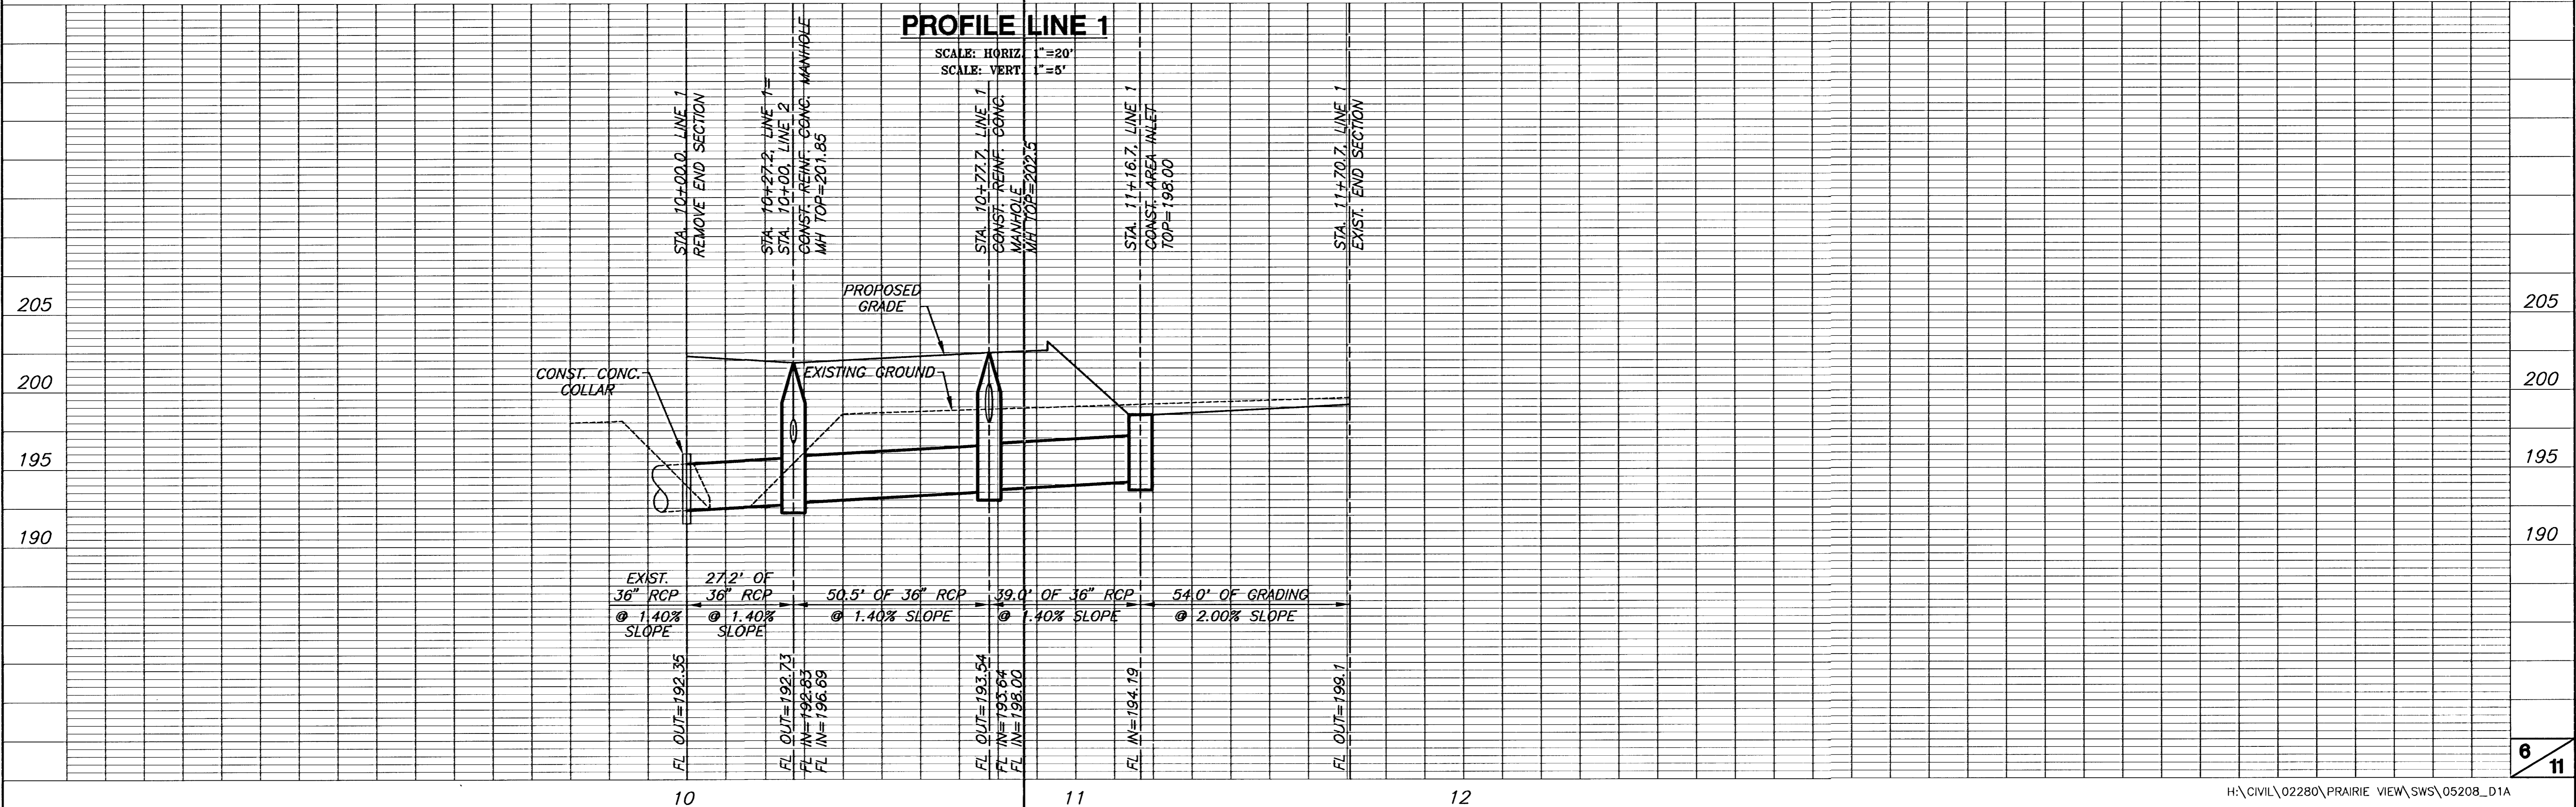 PROFILE LINE 1
SCALE: HORIZ. 1"=20'
SCALE: VERT. 1"=5'
STA. 10+00.0, LINE 1
REMOVE END SECTION
STA. 10+27.2, LINE 1=
STA. 10+00, LINE 2
CONST. REINF. CONC. MANHOLE
MH TOP=201.85
STA. 10+77.7, LINE 1
CONST. REINF. CONC.
MANHOLE
MH TOP=202.5
STA. 11+16.7, LINE 1
CONST. AREA INLET
TOP=198.00
STA. 11+70.7, LINE 1
EXIST. END SECTION
205
200
195
190
PROPOSED
GRADE
CONST. CONC.
COLLAR
EXISTING GROUND
205
200
195
190
EXIST.
36" RCP
@ 1.40%
SLOPE
27.2' OF
36" RCP
@ 1.40%
SLOPE
50.5' OF 36" RCP
@ 1.40% SLOPE
39.0' OF 36" RCP
@ 1.40% SLOPE
54.0' OF GRADING
@ 2.00% SLOPE
FL OUT=192.35
FL OUT=192.73
FL IN=192.83
FL IN=196.69
FL OUT=193.54
FL IN=193.64
FL IN=198.00
FL IN=194.19
FL OUT=199.1
10
11
12
6
11
H:\CIVIL\02280\PRAIRIE VIEW\SWS\05208_D1A